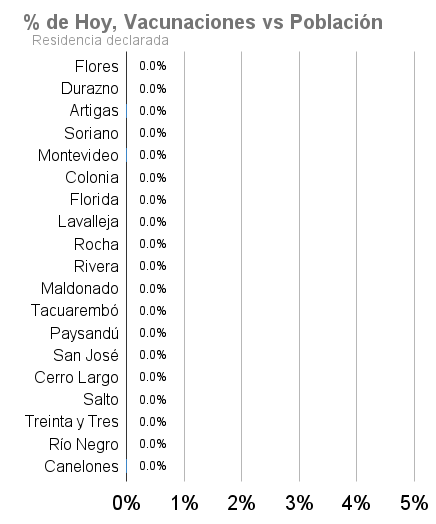 % de Hoy, Vacunaciones vs Población
Residencia declarada
Flores 0.0%
Durazno 0.0%
Artigas 0.0%
Soriano 0.0%
Montevideo 0.0%
Colonia 0.0%
Florida 0.0%
Lavalleja 0.0%
Rocha 0.0%
Rivera 0.0%
Maldonado 0.0%
Tacuarembó 0.0%
Paysandú 0.0%
San José 0.0%
Cerro Largo 0.0%
Salto 0.0%
Treinta y Tres 0.0%
Río Negro 0.0%
Canelones 0.0%
0% 1% 2% 3% 4% 5%